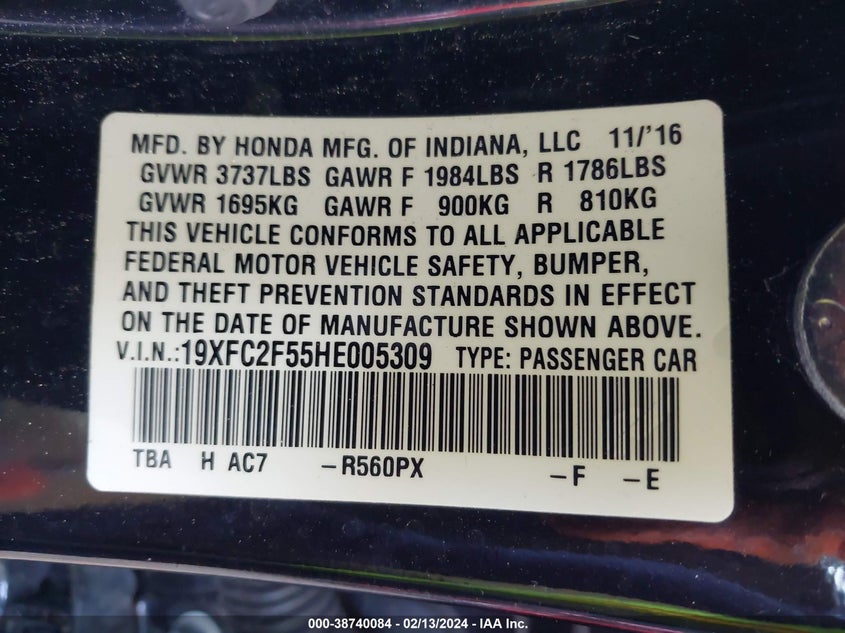 MFD. BY HONDA MFG. OF INDIANA, LLC 11/'16
GVWR 3737LBS GAWR F 1984LBS R 1786LBS
GVWR 1695KG GAWR F 900KG R 810KG
THIS VEHICLE CONFORMS TO ALL APPLICABLE
FEDERAL MOTOR VEHICLE SAFETY, BUMPER,
AND THEFT PREVENTION STANDARDS IN EFFECT
ON THE DATE OF MANUFACTURE SHOWN ABOVE.
V.I.N.:19XFC2F55HE005309 TYPE: PASSENGER CAR
TBA H AC7 –R560PX –F –E
000-38740084 / 02/13/2024 - IAA Inc.